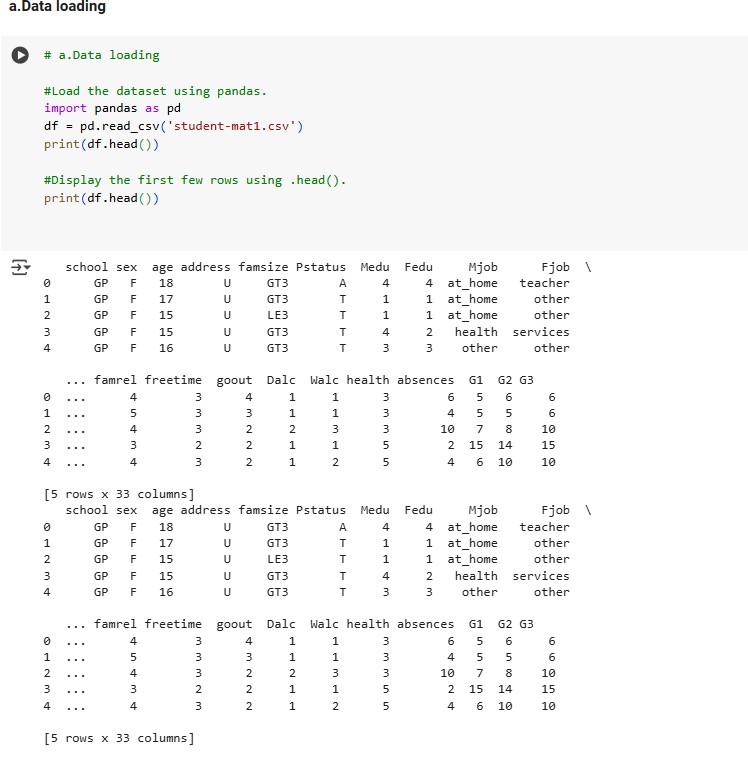 a.Data loading
# a.Data loading
#Load the dataset using pandas.
import pandas as pd
df = pd.read_csv('student-mat1.csv')
print(df.head())
#Display the first few rows using .head().
print(df.head())
school sex age address famsize Pstatus Medu Fedu Mjob Fjob \
0 GP F 18 U GT3 A 4 4 at_home teacher
1 GP F 17 U GT3 T 1 1 at_home other
2 GP F 15 U LE3 T 1 1 at_home other
3 GP F 15 U GT3 T 4 2 health services
4 GP F 16 U GT3 T 3 3 other other
... famrel freetime goout Dalc Walc health absences G1 G2 G3
0 ... 4 3 4 1 1 3 6 5 6 6
1 ... 5 3 3 1 1 3 4 5 5 6
2 ... 4 3 2 2 3 3 10 7 8 10
3 ... 3 2 2 1 1 5 2 15 14 15
4 ... 4 3 2 1 2 5 4 6 10 10
[5 rows x 33 columns]
school sex age address famsize Pstatus Medu Fedu Mjob Fjob \
0 GP F 18 U GT3 A 4 4 at_home teacher
1 GP F 17 U GT3 T 1 1 at_home other
2 GP F 15 U LE3 T 1 1 at_home other
3 GP F 15 U GT3 T 4 2 health services
4 GP F 16 U GT3 T 3 3 other other
... famrel freetime goout Dalc Walc health absences G1 G2 G3
0 ... 4 3 4 1 1 3 6 5 6 6
1 ... 5 3 3 1 1 3 4 5 5 6
2 ... 4 3 2 2 3 3 10 7 8 10
3 ... 3 2 2 1 1 5 2 15 14 15
4 ... 4 3 2 1 2 5 4 6 10 10
[5 rows x 33 columns]